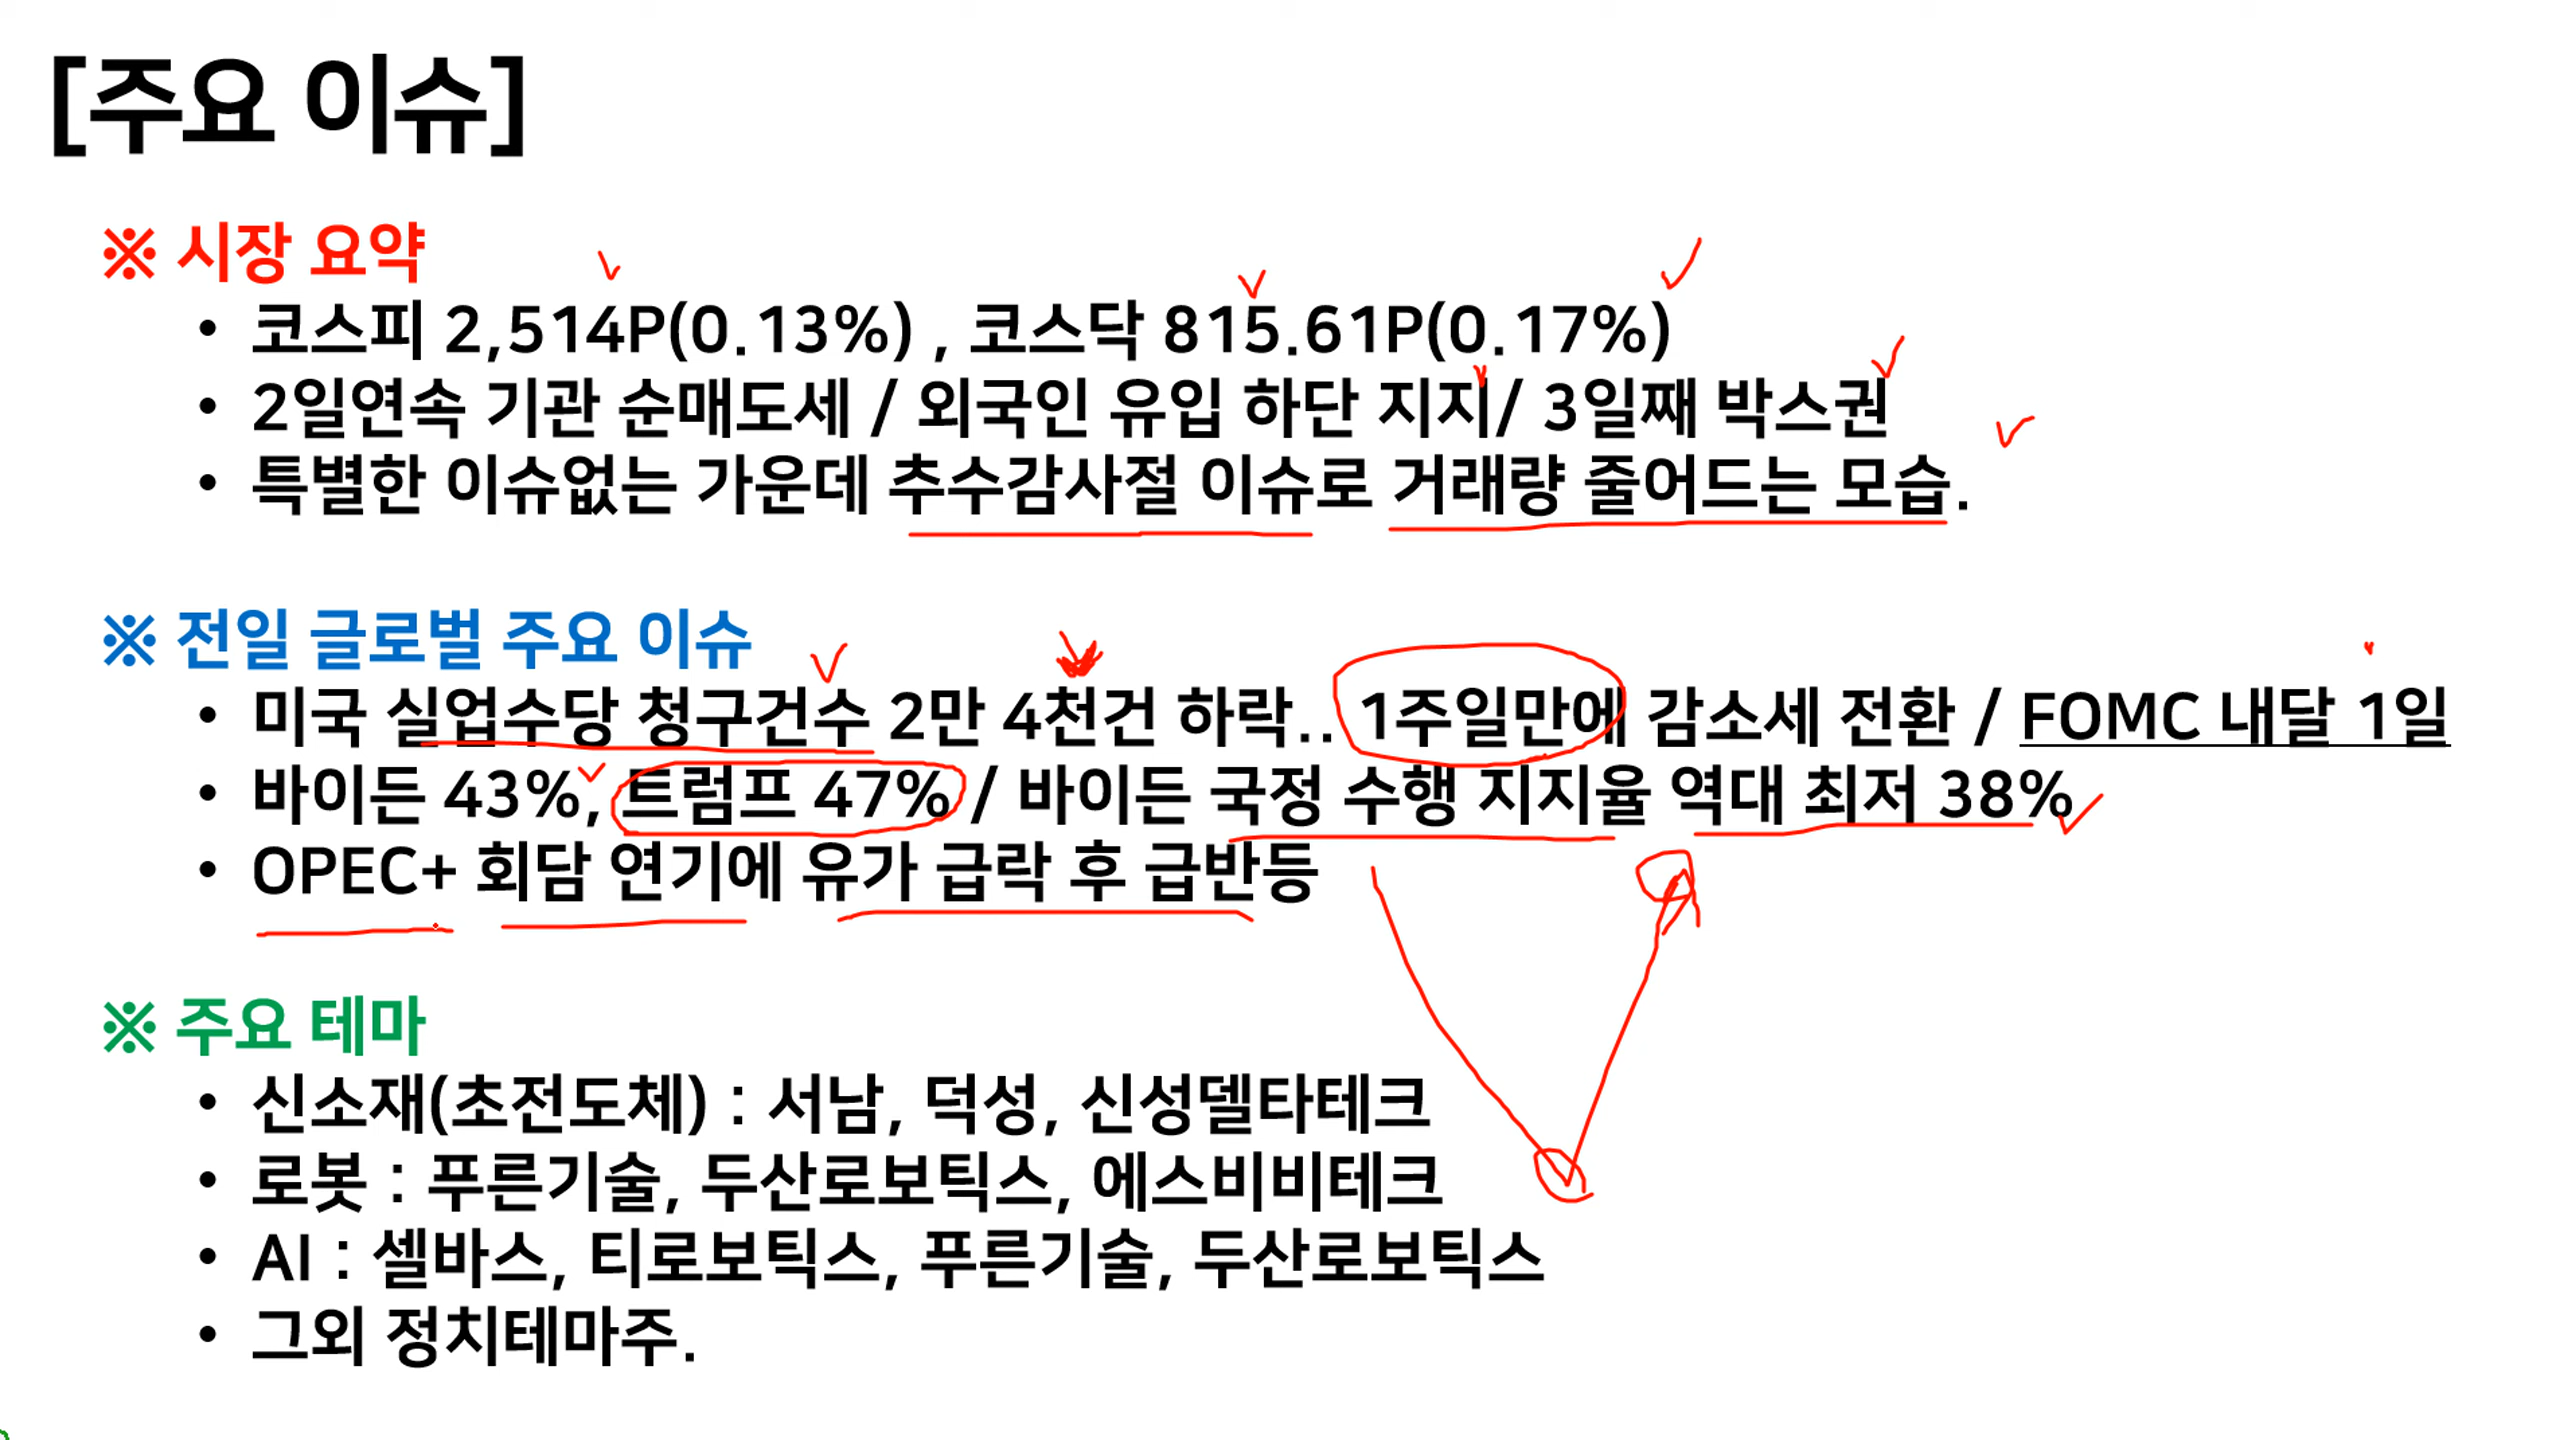 [주요 이슈]
※ 시장 요약
• 코스피 2,514P(0.13%) , 코스닥 815.61P(0.17%)
• 2일연속 기관 순매도세 / 외국인 유입 하단 지지/ 3일째 박스권
• 특별한 이슈없는 가운데 추수감사절 이슈로 거래량 줄어드는 모습.
※ 전일 글로벌 주요 이슈
• 미국 실업수당 청구건수 2만 4천건 하락.. 1주일만에 감소세 전환 / FOMC 내달 1일
• 바이든 43%, 트럼프 47% / 바이든 국정 수행 지지율 역대 최저 38%
• OPEC+ 회담 연기에 유가 급락 후 급반등
※ 주요 테마
• 신소재(초전도체) : 서남, 덕성, 신성델타테크
• 로봇 : 푸른기술, 두산로보틱스, 에스비비테크
• AI : 셀바스, 티로보틱스, 푸른기술, 두산로보틱스
• 그외 정치테마주.